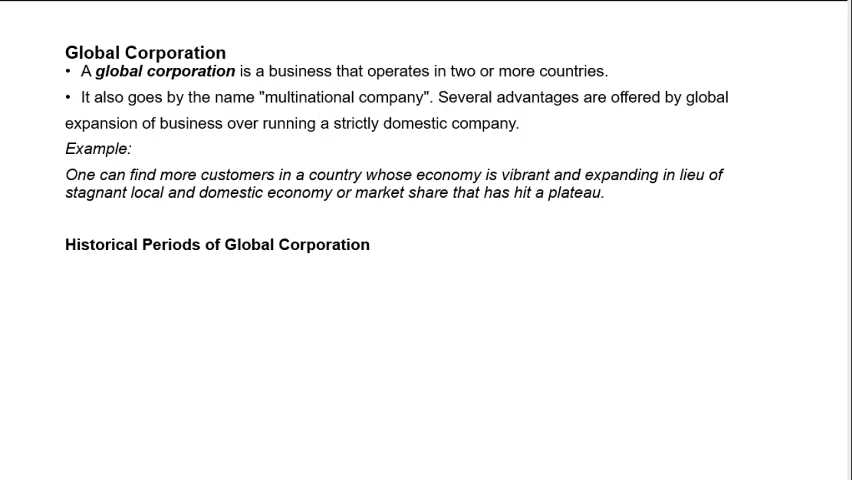 Global Corporation
• A global corporation is a business that operates in two or more countries.
• It also goes by the name "multinational company". Several advantages are offered by global
expansion of business over running a strictly domestic company.
Example:
One can find more customers in a country whose economy is vibrant and expanding in lieu of
stagnant local and domestic economy or market share that has hit a plateau.
Historical Periods of Global Corporation